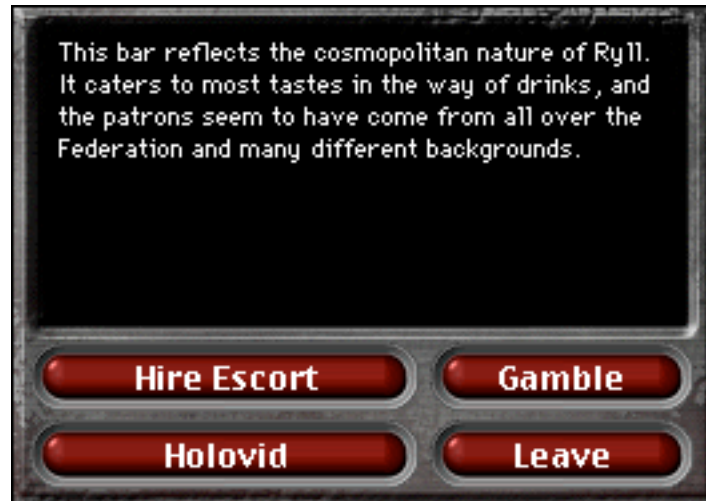 This bar reflects the cosmopolitan nature of Ryll.
It caters to most tastes in the way of drinks, and
the patrons seem to have come from all over the
Federation and many different backgrounds.
Hire Escort
Gamble
Holovid
Leave